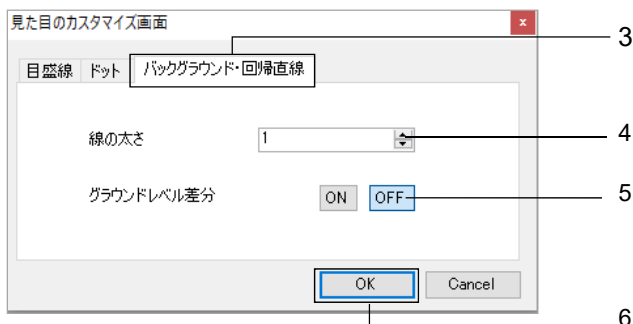 見た目のカスタマイズ画面
x
3
目盛線 ドット バックグラウンド・回帰直線
線の太さ 1
4
グラウンドレベル差分 ON OFF
5
OK Cancel
6